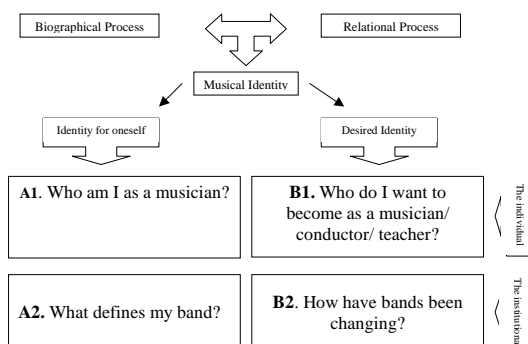 Biographical Process
Relational Process
Musical Identity
Identity for oneself
Desired Identity
A1. Who am I as a musician?
B1. Who do I want to
become as a musician/
conductor/ teacher?
The individual
A2. What defines my band?
B2. How have bands been
changing?
The institutiona